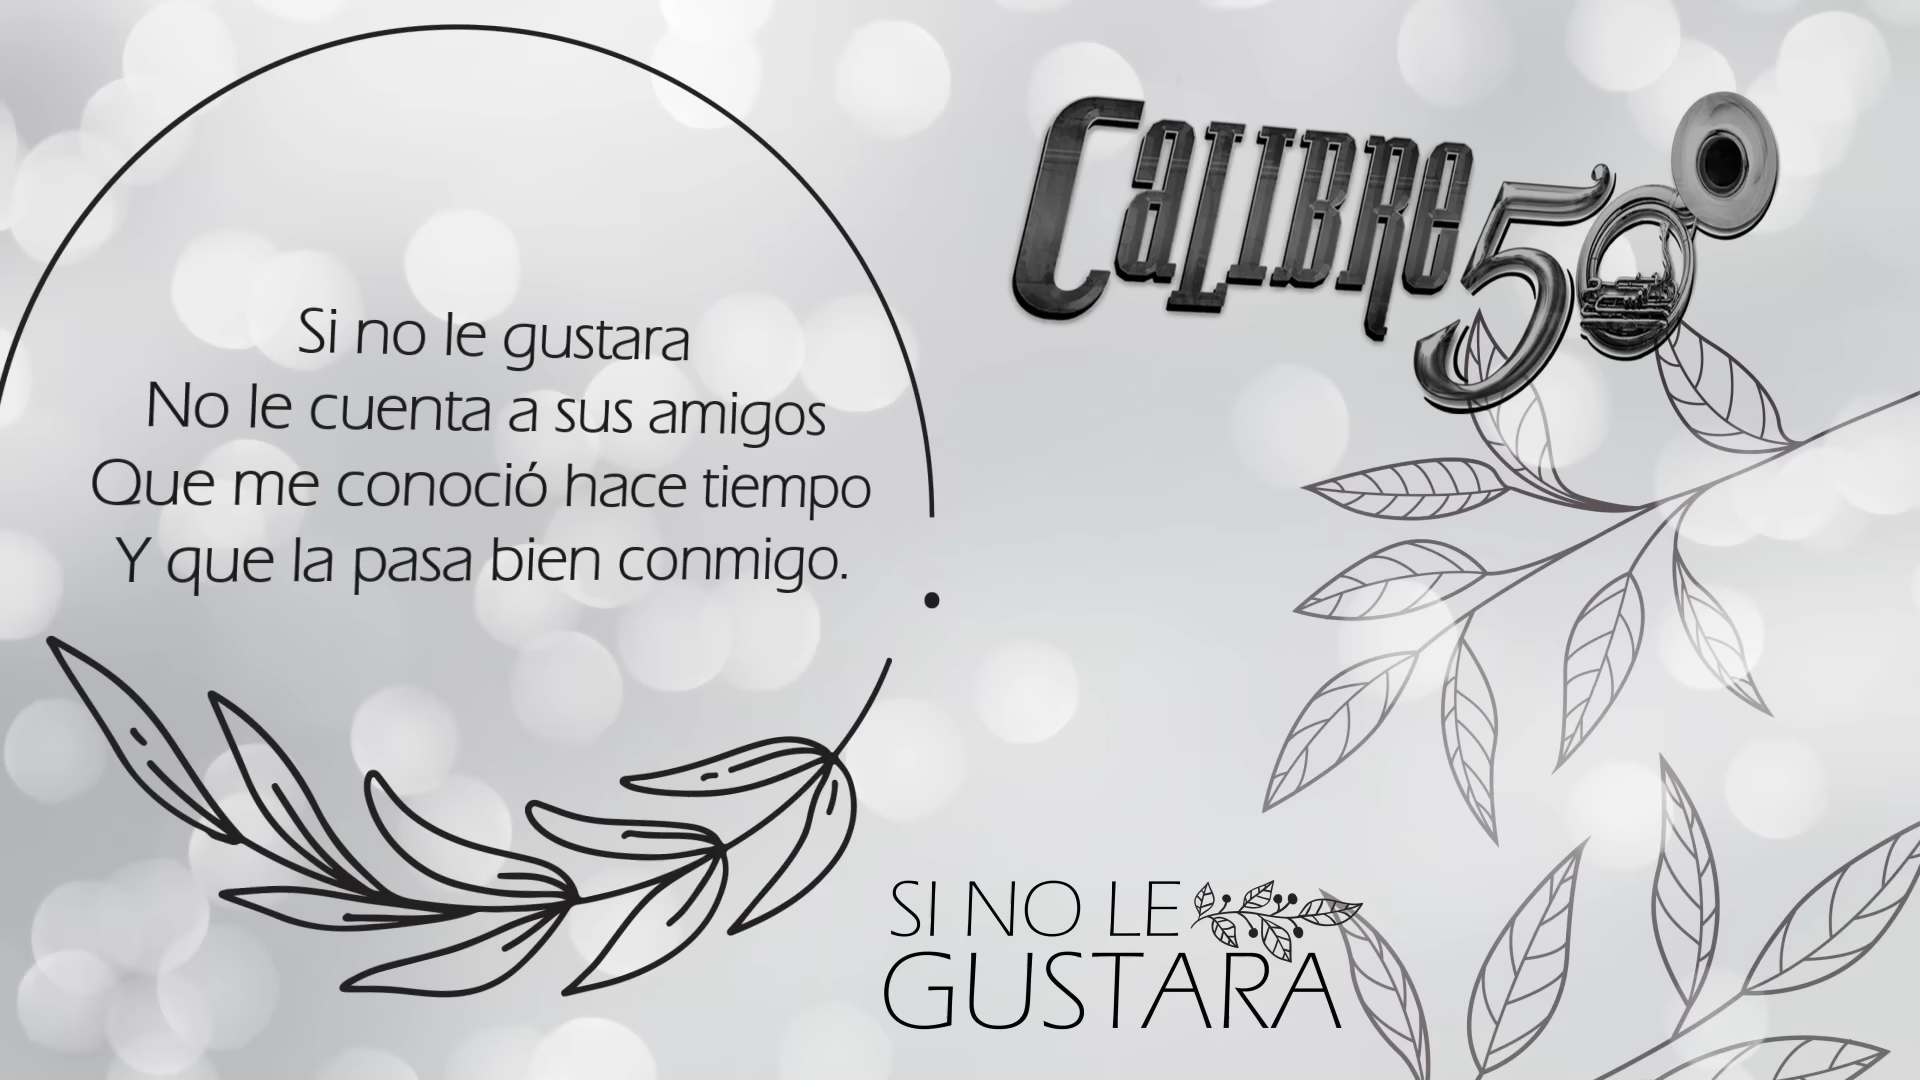 Si no le gustara
No le cuenta a sus amigos
Que me conoció hace tiempo
Y que la pasa bien conmigo.
CALIBRE 50
SI NO LE
GUSTARA